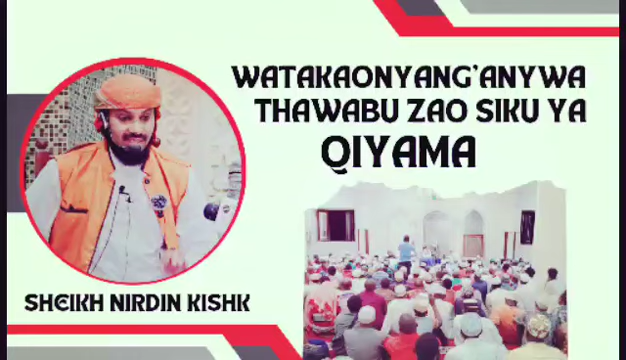 WATAKAONYANG'ANYWA
THAWABU ZAO SIKU YA
QIYAMA
SHEIKH NIRDIN KISHK